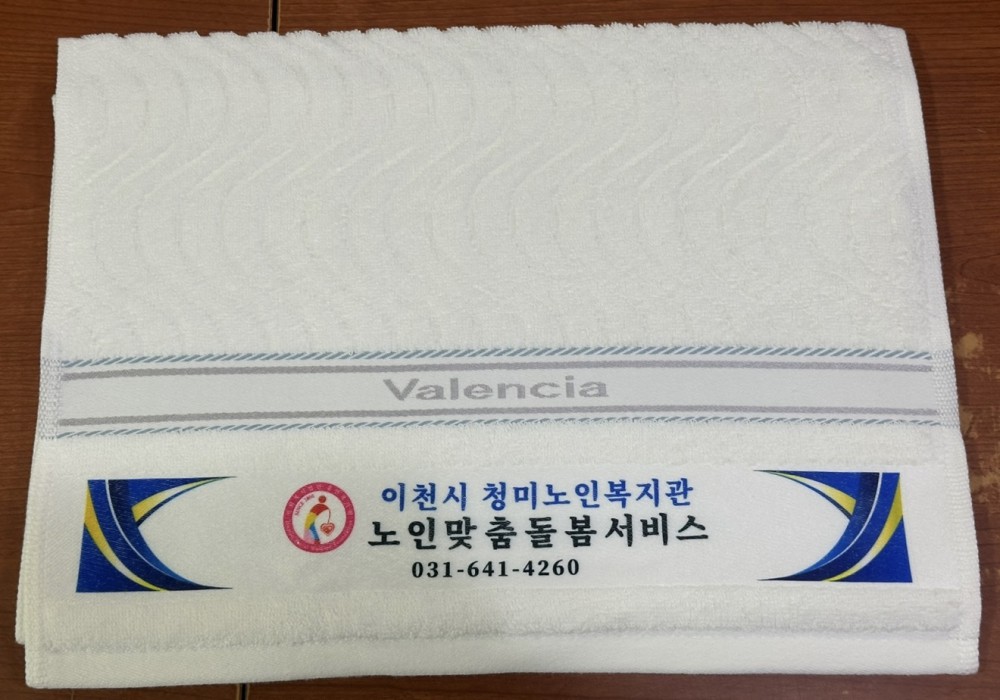 Valencia
이천시 청미노인복지관
노인맞춤돌봄서비스
031-641-4260